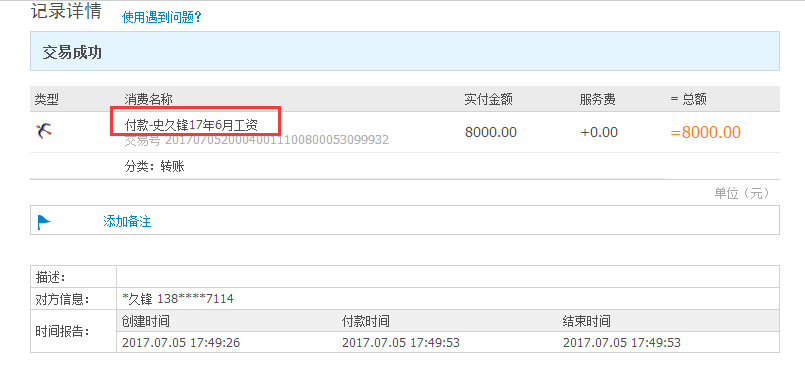 记录详情 使用遇到问题?
交易成功
类型 消费名称 实付金额 服务费 = 总额
付款-史久锋17年6月工资 8000.00 +0.00 =8000.00
交易号 20170705200040011100800053099932
分类：转账
单位（元）
添加备注
描述：
对方信息： *久锋 138****7114
时间报告： 创建时间 付款时间 结束时间
2017.07.05 17:49:26 2017.07.05 17:49:53 2017.07.05 17:49:53